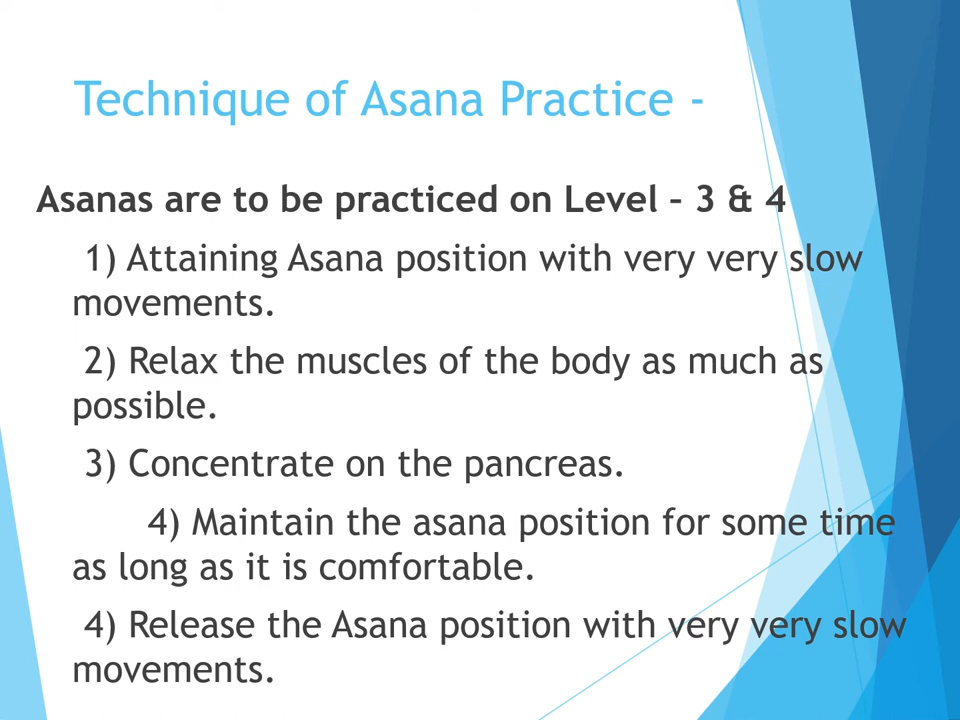 Technique of Asana Practice -
Asanas are to be practiced on Level – 3 & 4
1) Attaining Asana position with very very slow
movements.
2) Relax the muscles of the body as much as
possible.
3) Concentrate on the pancreas.
4) Maintain the asana position for some time
as long as it is comfortable.
4) Release the Asana position with very very slow
movements.